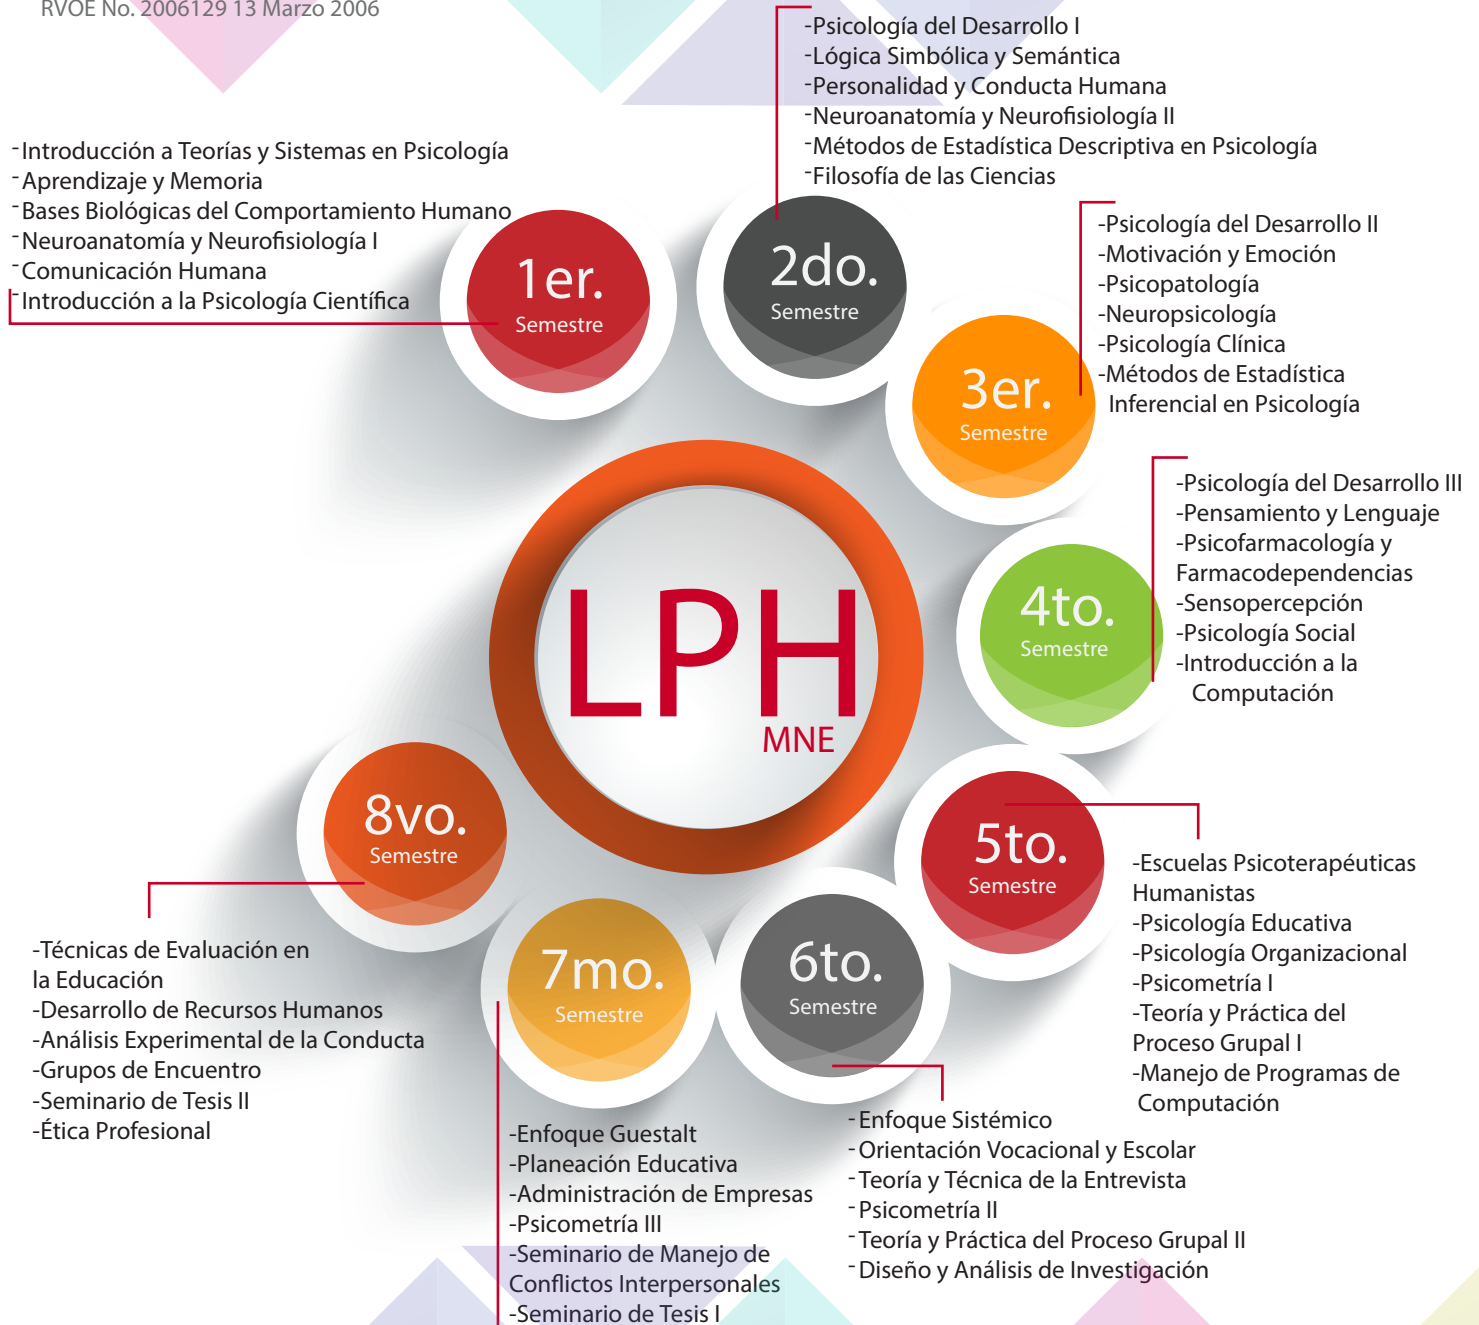 RVOE No. 2006129 13 Marzo 2006
-Introducción a Teorías y Sistemas en Psicología
-Aprendizaje y Memoria
-Bases Biológicas del Comportamiento Humano
-Neuroanatomía y Neurofisiología I
-Comunicación Humana
-Introducción a la Psicología Científica
1er.
Semestre
-Psicología del Desarrollo I
-Lógica Simbólica y Semántica
-Personalidad y Conducta Humana
-Neuroanatomía y Neurofisiología II
-Métodos de Estadística Descriptiva en Psicología
-Filosofía de las Ciencias
2do.
Semestre
-Psicología del Desarrollo II
-Motivación y Emoción
-Psicopatología
-Neuropsicología
-Psicología Clínica
-Métodos de Estadística
Inferencial en Psicología
3er.
Semestre
-Psicología del Desarrollo III
-Pensamiento y Lenguaje
-Psicofarmacología y
Farmacodependencias
-Sensopercepción
-Psicología Social
-Introducción a la
Computación
4to.
Semestre
LPH
MNE
5to.
Semestre
-Escuelas Psicoterapéuticas
Humanistas
-Psicología Educativa
-Psicología Organizacional
-Psicometría I
-Teoría y Práctica del
Proceso Grupal I
-Manejo de Programas de
Computación
6to.
Semestre
-Enfoque Sistémico
-Orientación Vocacional y Escolar
-Teoría y Técnica de la Entrevista
-Psicometría II
-Teoría y Práctica del Proceso Grupal II
-Diseño y Análisis de Investigación
7mo.
Semestre
-Enfoque Guestalt
-Planeación Educativa
-Administración de Empresas
-Psicometría III
-Seminario de Manejo de
Conflictos Interpersonales
-Seminario de Tesis I
8vo.
Semestre
-Técnicas de Evaluación en
la Educación
-Desarrollo de Recursos Humanos
-Análisis Experimental de la Conducta
-Grupos de Encuentro
-Seminario de Tesis II
-Ética Profesional